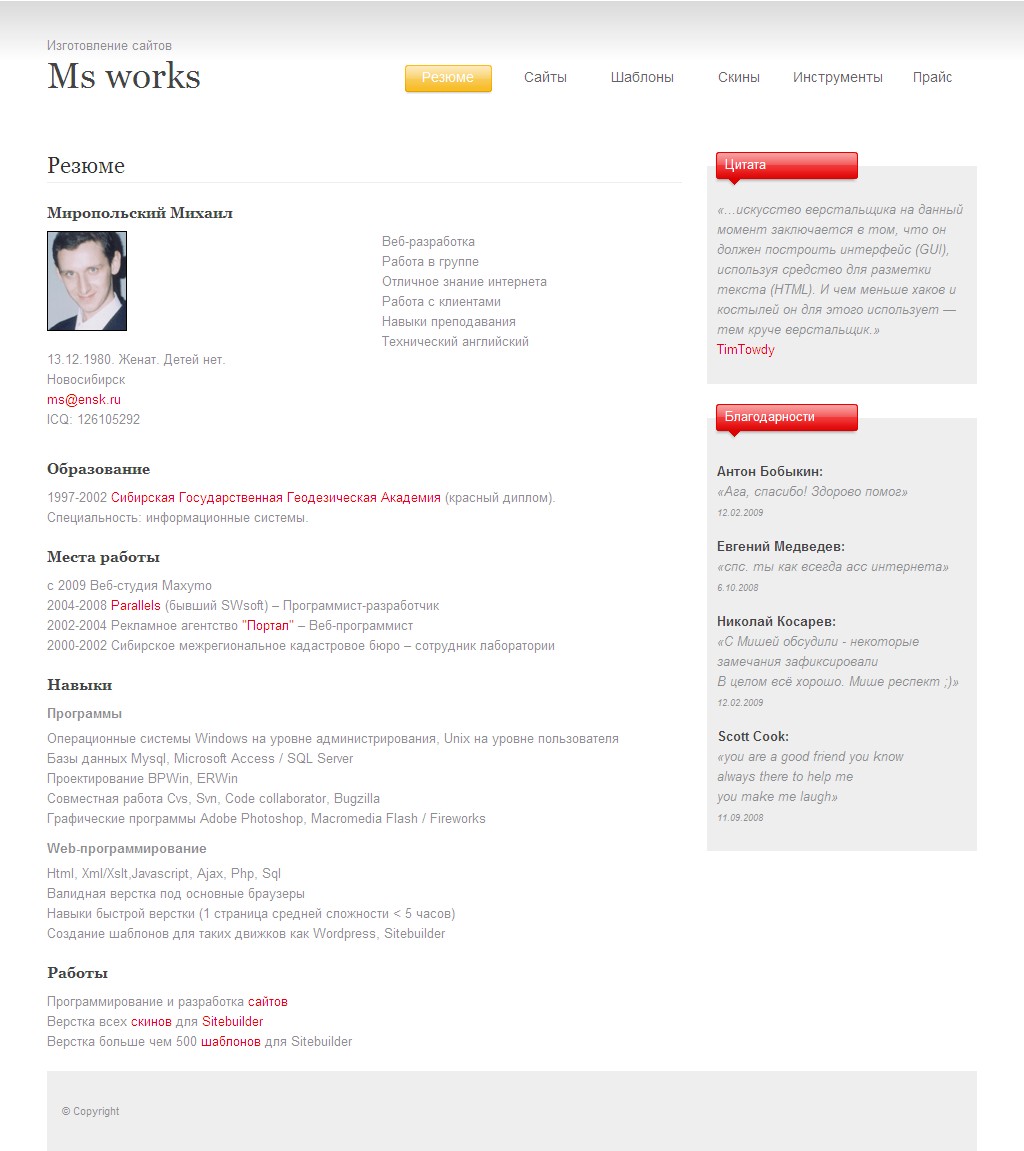 Изготовление сайтов
Ms works
Резюме
Сайты
Шаблоны
Скины
Инструменты
Прайс
Резюме
Миропольский Михаил
Веб-разработка
Работа в группе
Отличное знание интернета
Работа с клиентами
Навыки преподавания
Технический английский
13.12.1980. Женат. Детей нет.
Новосибирск
ms@ensk.ru
ICQ: 126105292
Образование
1997-2002 Сибирская Государственная Геодезическая Академия (красный диплом).
Специальность: информационные системы.
Места работы
с 2009 Веб-студия Maxymo
2004-2008 Parallels (бывший SWsoft) – Программист-разработчик
2002-2004 Рекламное агентство "Портал" – Веб-программист
2000-2002 Сибирское межрегиональное кадастровое бюро – сотрудник лаборатории
Навыки
Программы
Операционные системы Windows на уровне администрирования, Unix на уровне пользователя
Базы данных Mysql, Microsoft Access / SQL Server
Проектирование BPWin, ERWin
Совместная работа Cvs, Svn, Code collaborator, Bugzilla
Графические программы Adobe Photoshop, Macromedia Flash / Fireworks
Web-программирование
Html, Xml/Xslt,Javascript, Ajax, Php, Sql
Валидная верстка под основные браузеры
Навыки быстрой верстки (1 страница средней сложности < 5 часов)
Создание шаблонов для таких движков как Wordpress, Sitebuilder
Работы
Программирование и разработка сайтов
Верстка всех скинов для Sitebuilder
Верстка больше чем 500 шаблонов для Sitebuilder
Цитата
«...искусство верстальщика на данный
момент заключается в том, что он
должен построить интерфейс (GUI),
используя средство для разметки
текста (HTML). И чем меньше хаков и
костылей он для этого использует —
тем круче верстальщик.»
TimTowdy
Благодарности
Антон Бобыкин:
«Ага, спасибо! Здорово помог»
12.02.2009
Евгений Медведев:
«спс. ты как всегда асс интернета»
6.10.2008
Николай Косарев:
«С Мишей обсудили - некоторые
замечания зафиксировали
В целом всё хорошо. Мише респект ;)»
12.02.2009
Scott Cook:
«you are a good friend you know
always there to help me
you make me laugh»
11.09.2008
© Copyright